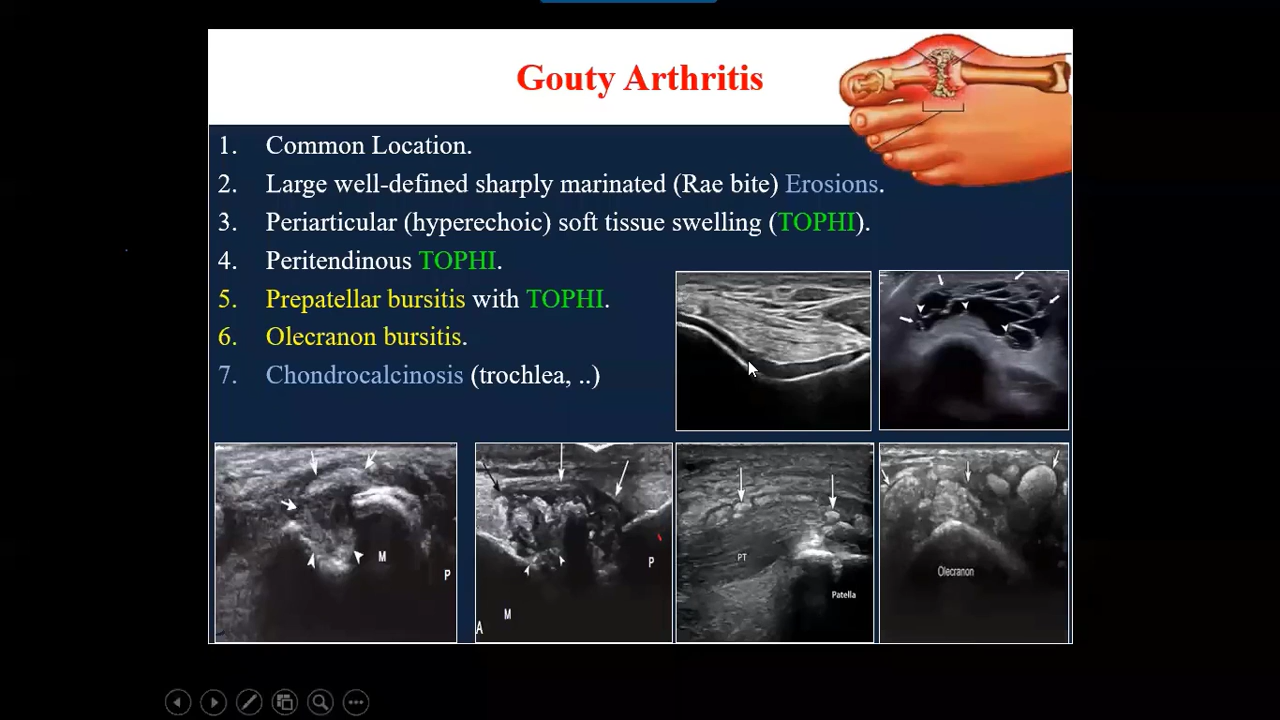 Gouty Arthritis
1. Common Location.
2. Large well-defined sharply marinated (Rae bite) Erosions.
3. Periarticular (hyperechoic) soft tissue swelling (TOPHI).
4. Peritendinous TOPHI.
5. Prepatellar bursitis with TOPHI.
6. Olecranon bursitis.
7. Chondrocalcinosis (trochlea, ..)
M
P
A
M
P
PT
Patella
Olecranon